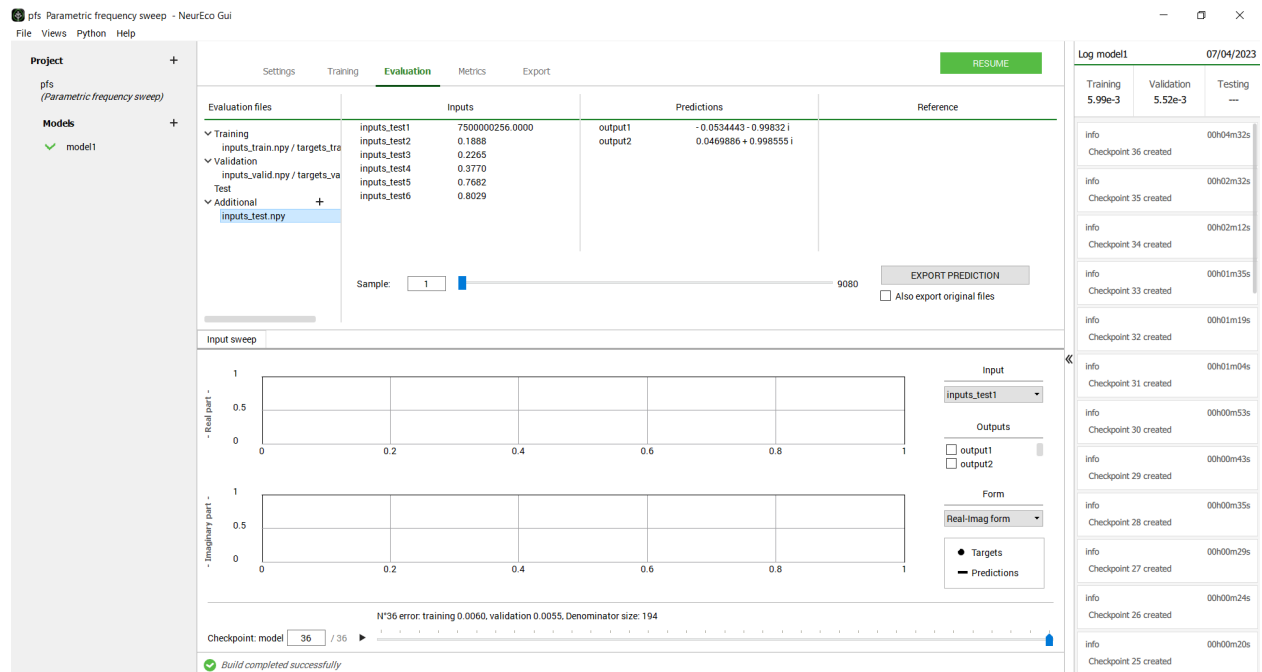 pfs Parametric frequency sweep - NeurEco Gui
File Views Python Help
Project +
pfs
(Parametric frequency sweep)
Models +
model1
Settings Training Evaluation Metrics Export
RESUME
Evaluation files Inputs Predictions Reference
Training
inputs_train.npy / targets_tra
Validation
inputs_valid.npy / targets_va
Test
Additional +
inputs_test.npy
inputs_test1 7500000256.0000
inputs_test2 0.1888
inputs_test3 0.2265
inputs_test4 0.3770
inputs_test5 0.7682
inputs_test6 0.8029
output1 - 0.0534443 - 0.99832 i
output2 0.0469886 + 0.998555 i
Sample: 1 9080
EXPORT PREDICTION
Also export original files
Input sweep
- Real part -
1
0.5
0
0 0.2 0.4 0.6 0.8 1
- Imaginary part -
1
0.5
0
0 0.2 0.4 0.6 0.8 1
Input
inputs_test1
Outputs
output1
output2
Form
Real-Imag form
Targets
Predictions
N°36 error: training 0.0060, validation 0.0055, Denominator size: 194
Checkpoint: model 36 / 36
Build completed successfully
«
Log model1 07/04/2023
Training Validation Testing
5.99e-3 5.52e-3 ---
info 00h04m32s
Checkpoint 36 created
info 00h02m32s
Checkpoint 35 created
info 00h02m12s
Checkpoint 34 created
info 00h01m35s
Checkpoint 33 created
info 00h01m19s
Checkpoint 32 created
info 00h01m04s
Checkpoint 31 created
info 00h00m53s
Checkpoint 30 created
info 00h00m43s
Checkpoint 29 created
info 00h00m35s
Checkpoint 28 created
info 00h00m29s
Checkpoint 27 created
info 00h00m24s
Checkpoint 26 created
info 00h00m20s
Checkpoint 25 created